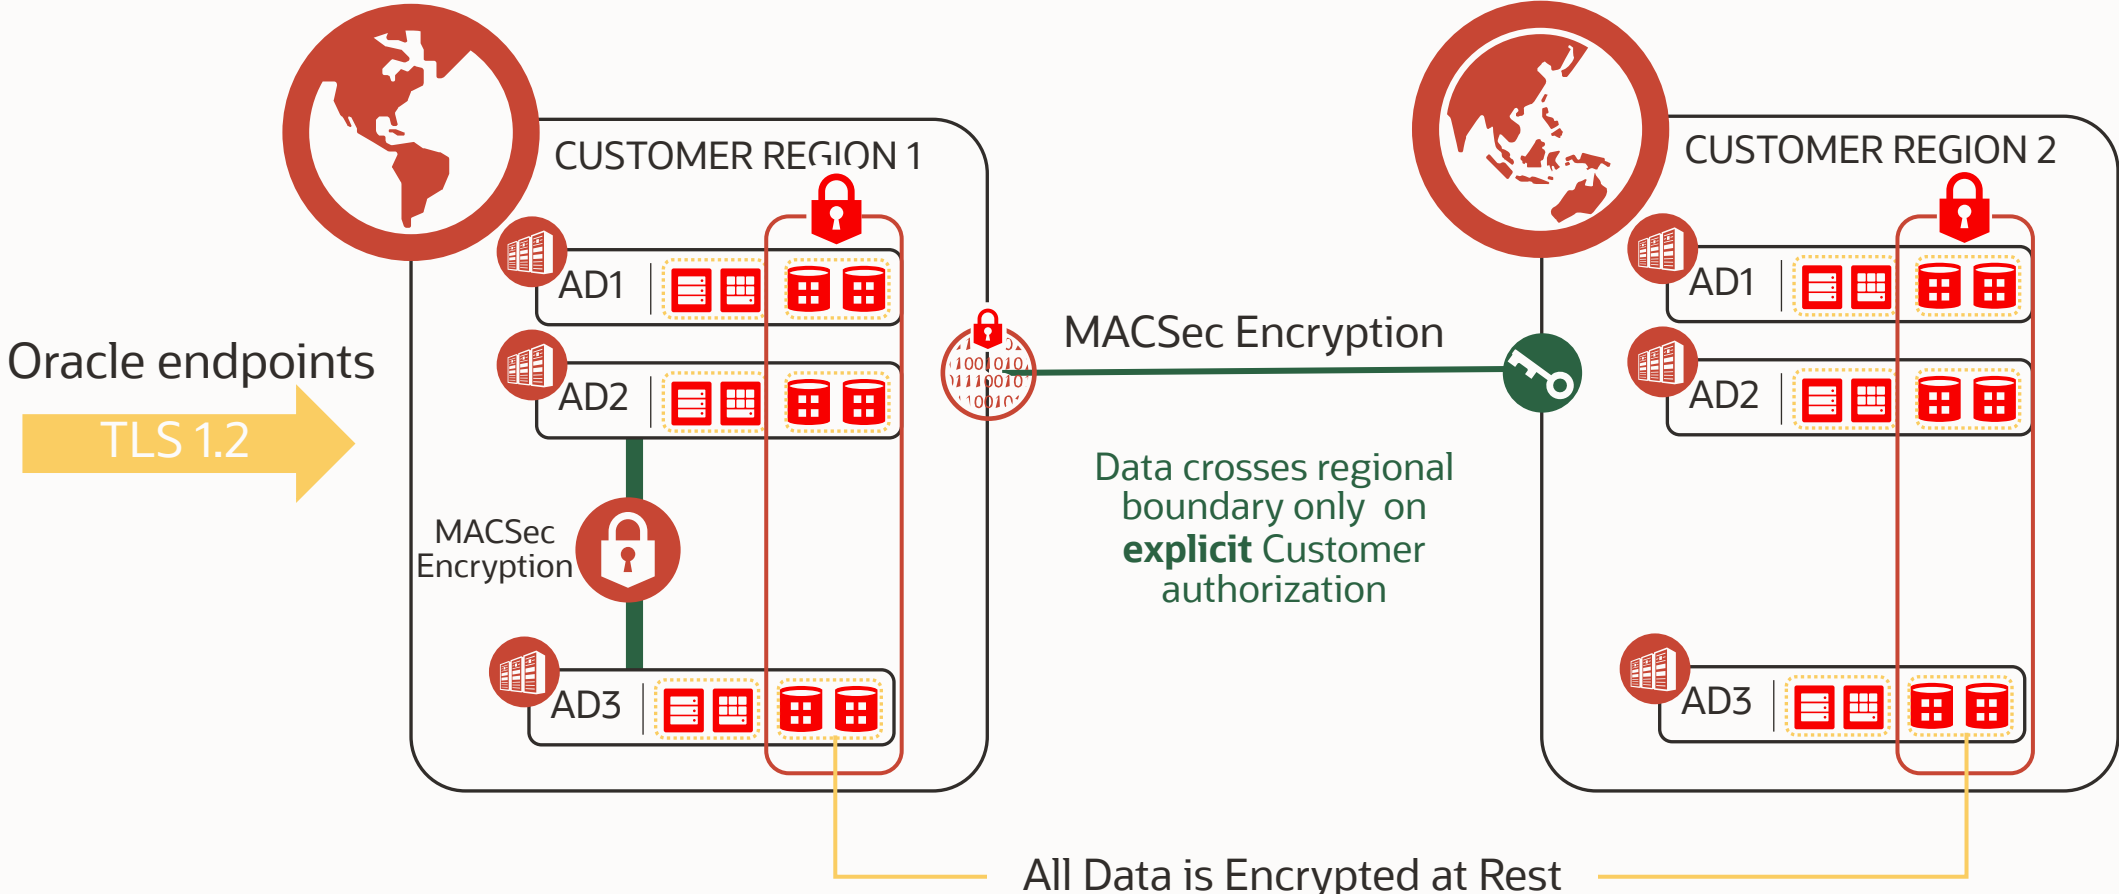 CUSTOMER REGION 1
AD1
AD2
MACSec
Encryption
AD3
Oracle endpoints
TLS 1.2
MACSec Encryption
Data crosses regional
boundary only on
explicit Customer
authorization
CUSTOMER REGION 2
AD1
AD2
AD3
All Data is Encrypted at Rest